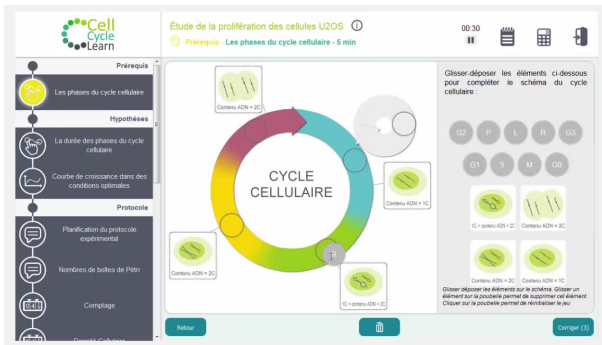 Cell
Cycle
Learn
Étude de la prolifération des cellules U2OS
Prérequis - Les phases du cycle cellulaire - 5 min
00:30
Prérequis
Les phases du cycle cellulaire
Hypothèses
La durée des phases du cycle
cellulaire
Courbe de croissance dans des
conditions optimales
Protocole
Planification du protocole
expérimental
Nombres de boîtes de Pétri
Comptage
Densité Cellulaire
Contenu ADN = 2C
CYCLE
CELLULAIRE
Contenu ADN = 1C
Contenu ADN = 2C
1C < contenu ADN < 2C
Glisser-déposer les éléments ci-dessous
pour compléter le schéma du cycle
cellulaire :
G2 P L R G3
G1 S M G0
1C < contenu ADN < 2C
Contenu ADN = 2C
Contenu ADN = 2C
Contenu ADN = 1C
Glisser déposer les éléments sur le schéma. Glisser un
élément sur la poubelle permet de supprimer cet élément.
Cliquer sur la poubelle permet de réinitialiser le jeu.
Retour
Corriger (3)